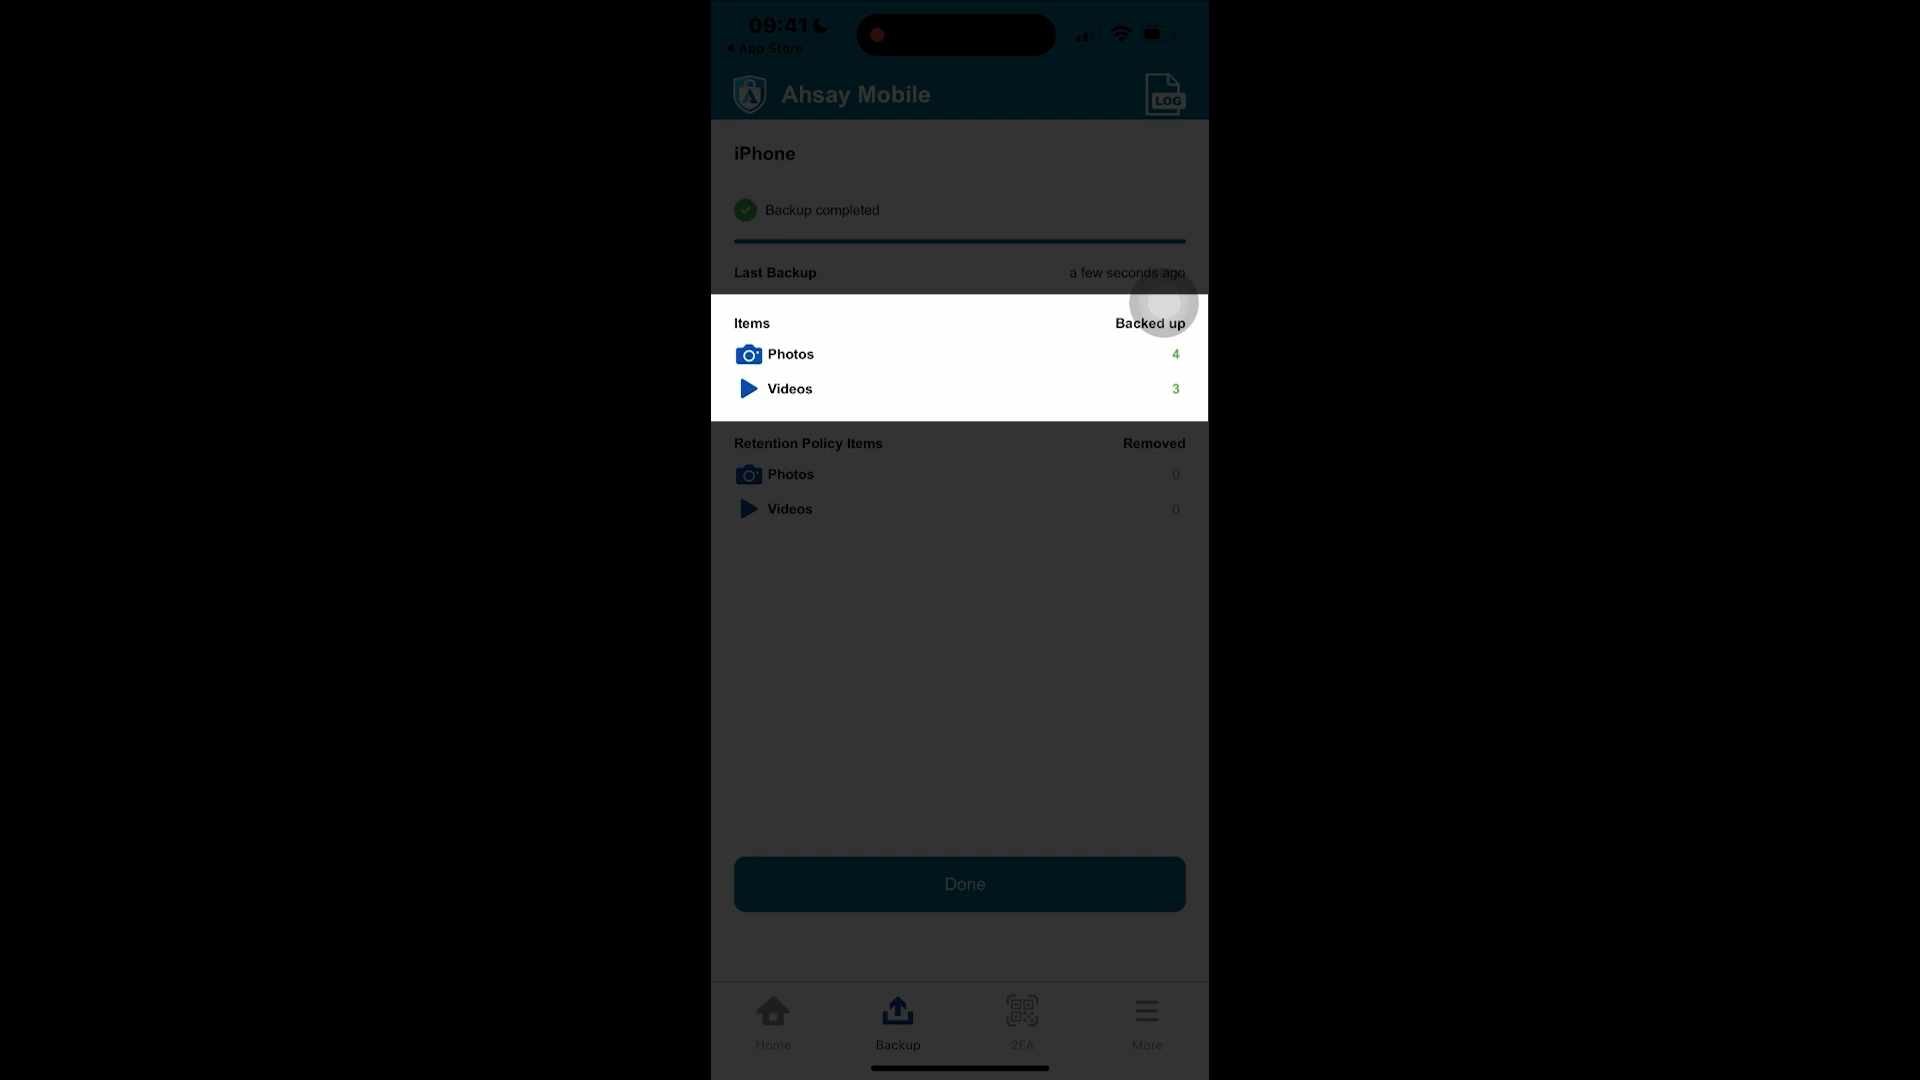 09:41
App Store
Ahsay Mobile
LOG
iPhone
Backup completed
Last Backup a few seconds ago
Items Backed up
Photos 4
Videos 3
Retention Policy Items Removed
Photos 0
Videos 0
Done
Home Backup 2FA More